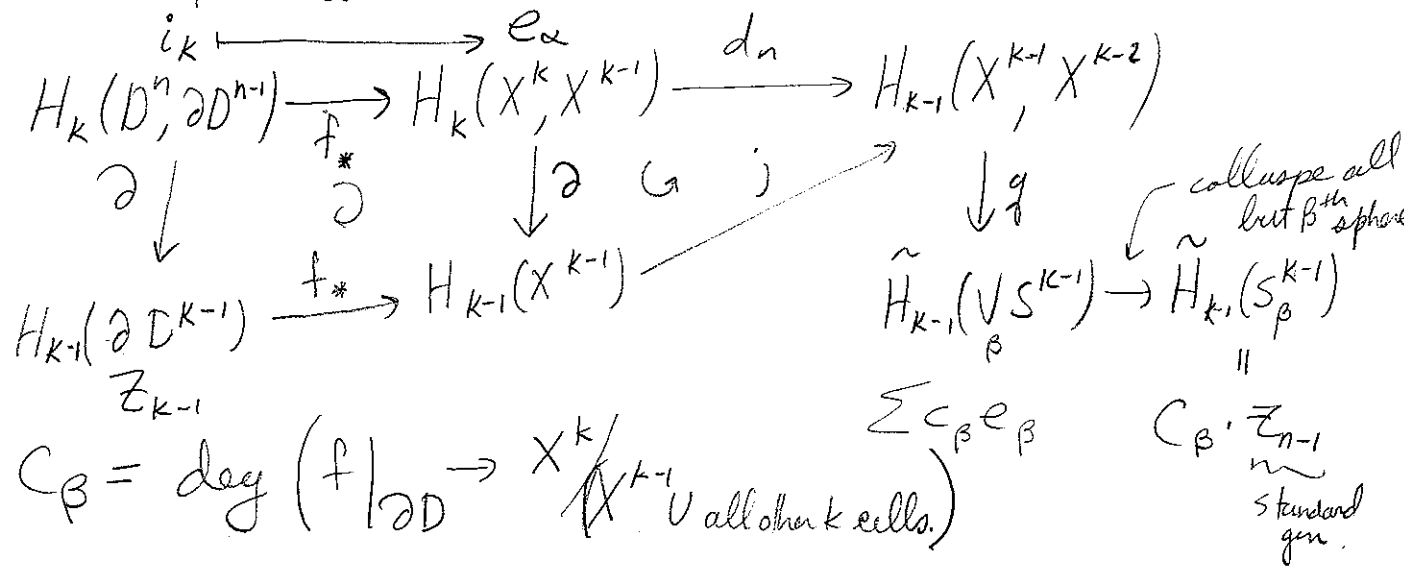 i_k ⟼ e_α
H_k(D^n, ∂D^{n-1}) → f_* H_k(X^k, X^{k-1}) → d_n H_{k-1}(X^{k-1}, X^{k-2})
∂ ↓ ↓ ∂ j ↓ q collaspe all but β^th sphere
H_{k-1}(∂D^{k-1}) → f_* H_{k-1}(X^{k-1}) H̃_{k-1}(∨_β S^{k-1}) → H̃_{k-1}(S_β^{k-1})
Z_{k-1} Σ c_β e_β = C_β · Z_{n-1}
C_β = deg (f|_{∂D} → X^k/(X^{k-1} ∪ all other k cells.) standard gen.